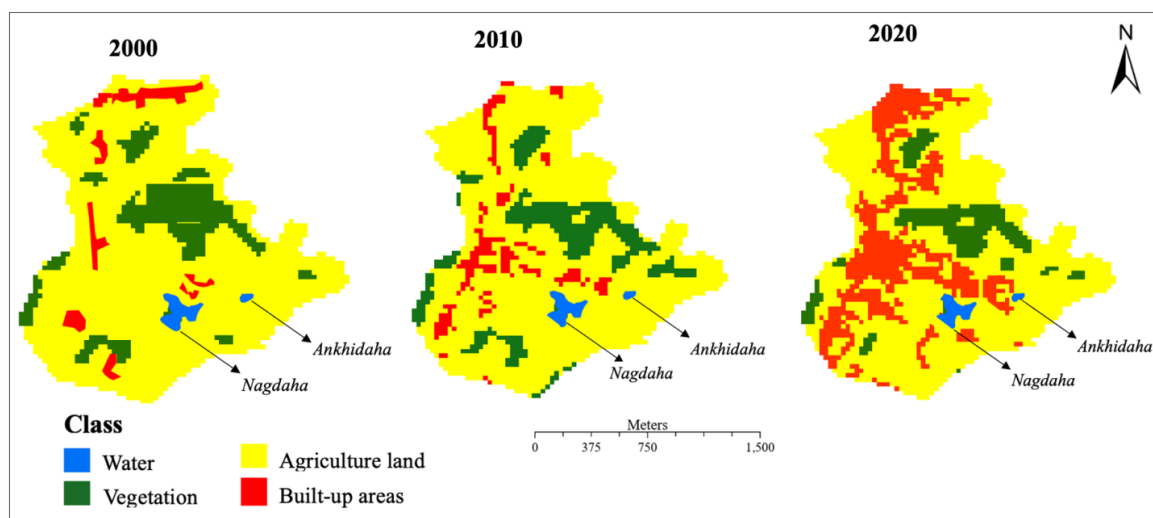 2000
2010
2020
N
Ankhidaha
Nagdaha
Ankhidaha
Nagdaha
Ankhidaha
Nagdaha
Class
Water
Vegetation
Agriculture land
Built-up areas
Meters
0 375 750 1,500